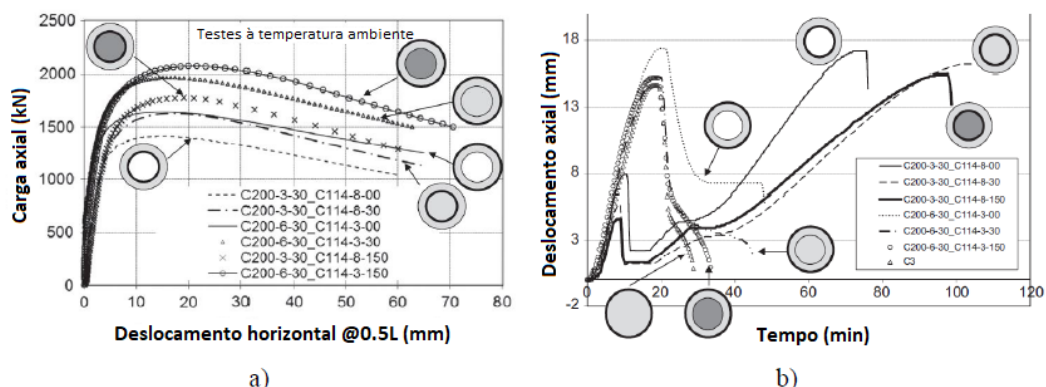 Testes à temperatura ambiente
Carga axial (kN)
2500
2000
1500
1000
500
0
0
10
20
30
40
50
60
70
80
C200-3-30_C114-8-00
C200-3-30_C114-8-30
C200-6-30_C114-3-00
C200-6-30_C114-3-30
C200-3-30_C114-8-150
C200-6-30_C114-3-150
Deslocamento horizontal @0.5L (mm)
a)
Deslocamento axial (mm)
18
13
8
3
-2
0
20
40
60
80
100
120
C200-3-30_C114-8-00
C200-3-30_C114-8-30
C200-3-30_C114-8-150
C200-6-30_C114-3-00
C200-6-30_C114-3-30
C200-6-30_C114-3-150
C3
Tempo (min)
b)